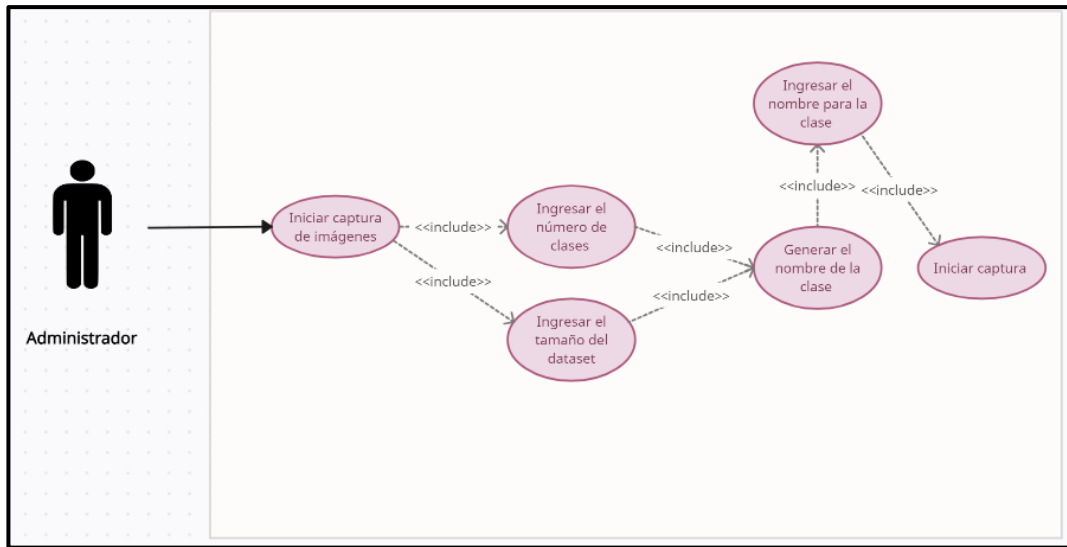 Administrador
Iniciar captura
de imágenes
<<include>>
<<include>>
Ingresar el
número de
clases
Ingresar el
tamaño del
dataset
<<include>>
<<include>>
Generar el
nombre de la
clase
<<include>>
Ingresar el
nombre para la
clase
<<include>>
Iniciar captura